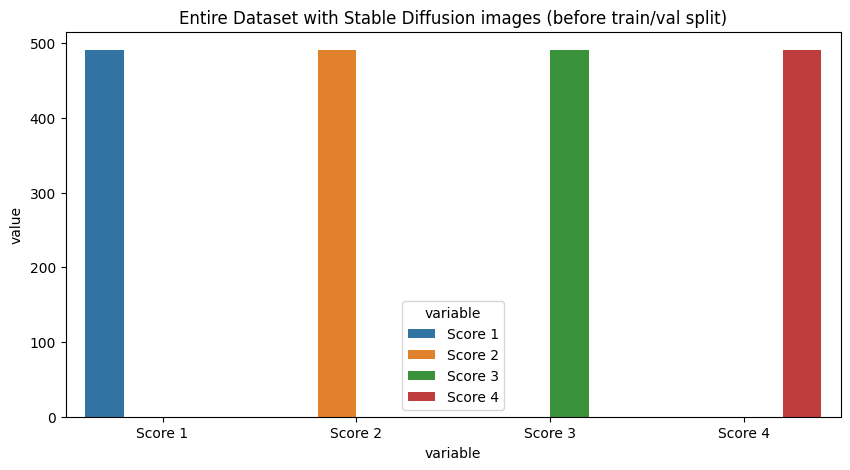 Entire Dataset with Stable Diffusion images (before train/val split)
500
400
300
200
100
0
value
variable
Score 1
Score 2
Score 3
Score 4
Score 1 Score 2 Score 3 Score 4
variable